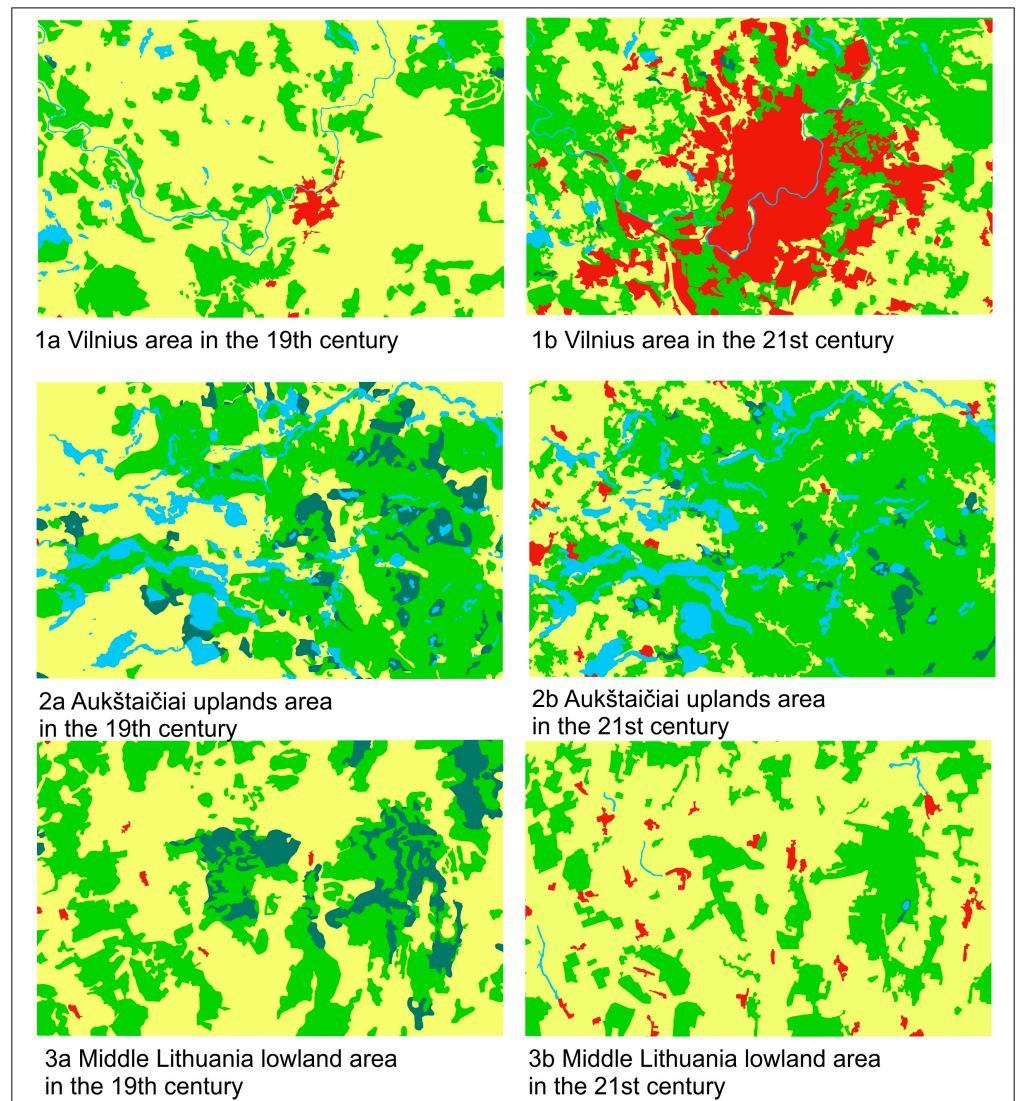 1a Vilnius area in the 19th century
1b Vilnius area in the 21st century
2a Aukštaičiai uplands area
in the 19th century
2b Aukštaičiai uplands area
in the 21st century
3a Middle Lithuania lowland area
in the 19th century
3b Middle Lithuania lowland area
in the 21st century